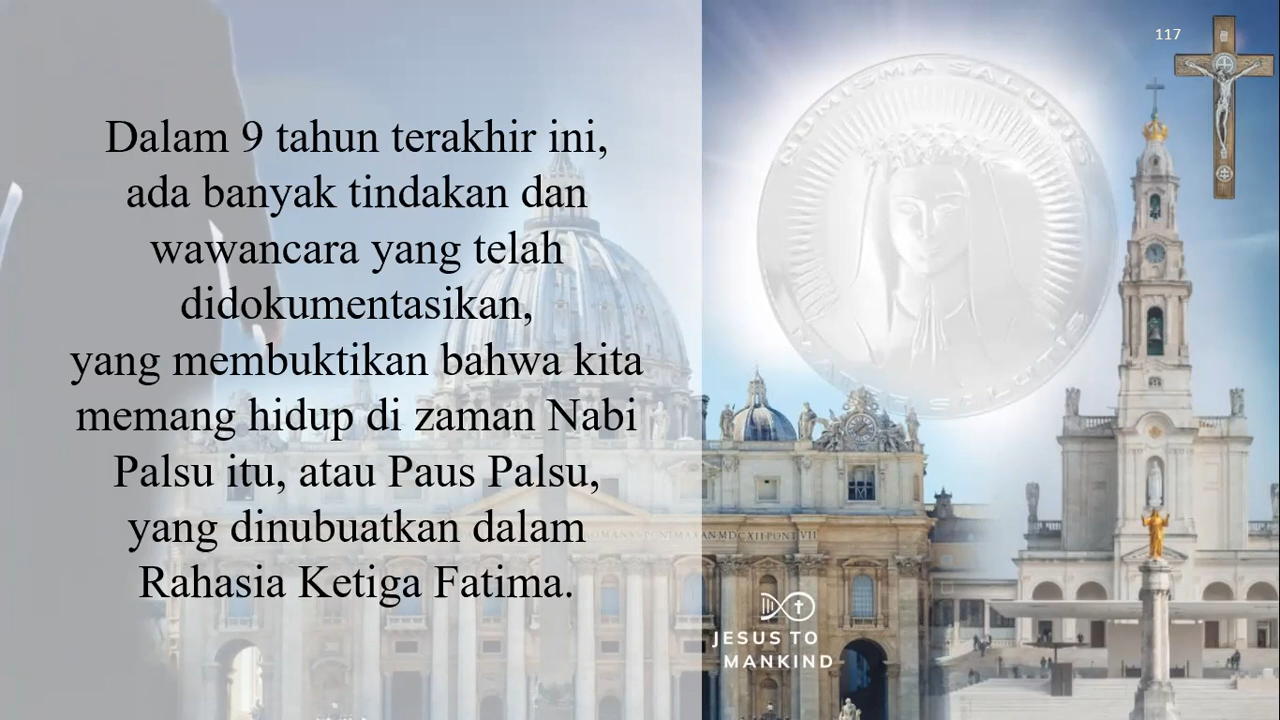 117
Dalam 9 tahun terakhir ini,
ada banyak tindakan dan
wawancara yang telah
didokumentasikan,
yang membuktikan bahwa kita
memang hidup di zaman Nabi
Palsu itu, atau Paus Palsu,
yang dinubuatkan dalam
Rahasia Ketiga Fatima.
NUMISMA SALUTIS
JESUS TO
MANKIND